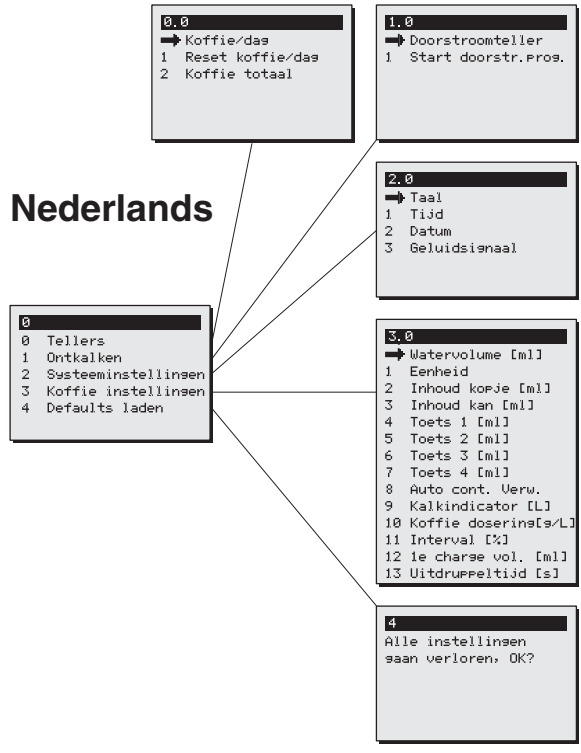 0.0
Koffie/dag
1 Reset koffie/dag
2 Koffie totaal
1.0
Doorstroomteller
1 Start doorstr.prog.
Nederlands
2.0
Taal
1 Tijd
2 Datum
3 Geluidsignaal
0
0 Tellers
1 Ontkalken
2 Systeeminstellingen
3 Koffie instellingen
4 Defaults laden
3.0
Watervolume [ml]
1 Eenheid
2 Inhoud kopje [ml]
3 Inhoud kan [ml]
4 Toets 1 [ml]
5 Toets 2 [ml]
6 Toets 3 [ml]
7 Toets 4 [ml]
8 Auto cont. Verw.
9 Kalkindicator [L]
10 Koffie dosering[g/L]
11 Interval [%]
12 1e charge vol. [ml]
13 Uitdruppeltijd [s]
4
Alle instellingen
gaan verloren, OK?